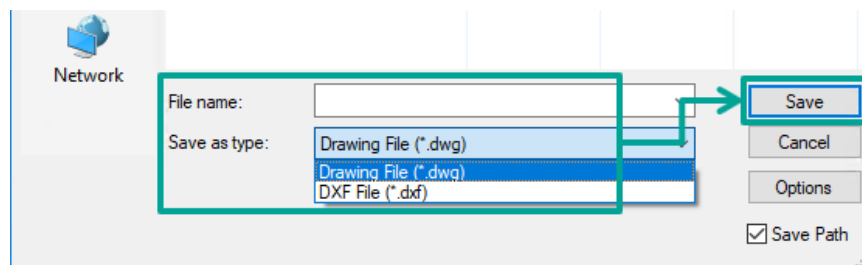 Network
File name:
Save
Save as type:
Drawing File (*.dwg)
Cancel
Drawing File (*.dwg)
DXF File (*.dxf)
Options
Save Path